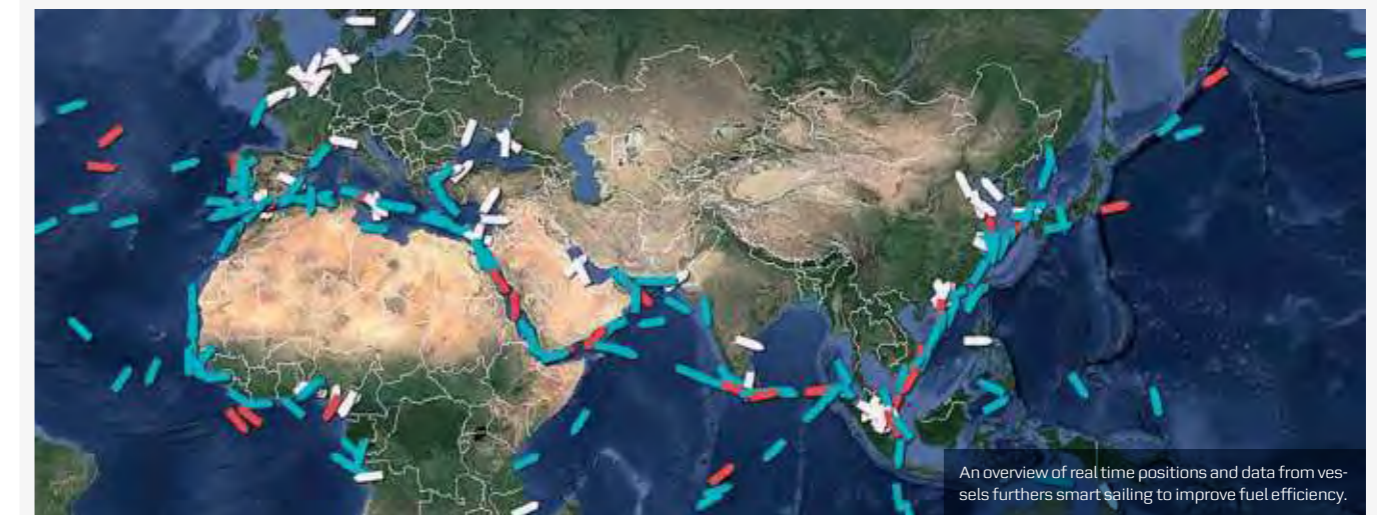 An overview of real time positions and data from ves-
sels furthers smart sailing to improve fuel efficiency.